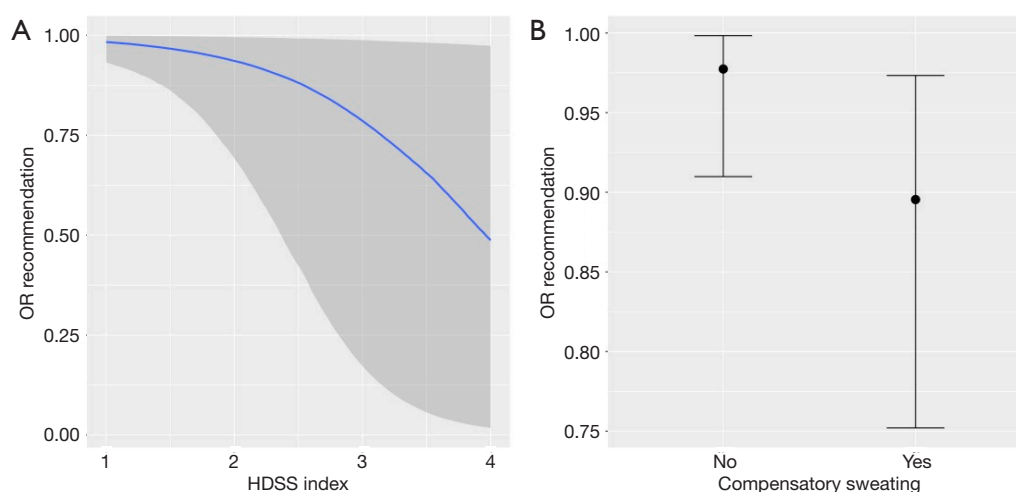 A
OR recommendation
1.00
0.75
0.50
0.25
0.00
1
2
3
4
HDSS index
B
OR recommendation
1.00
0.95
0.90
0.85
0.80
0.75
No
Yes
Compensatory sweating